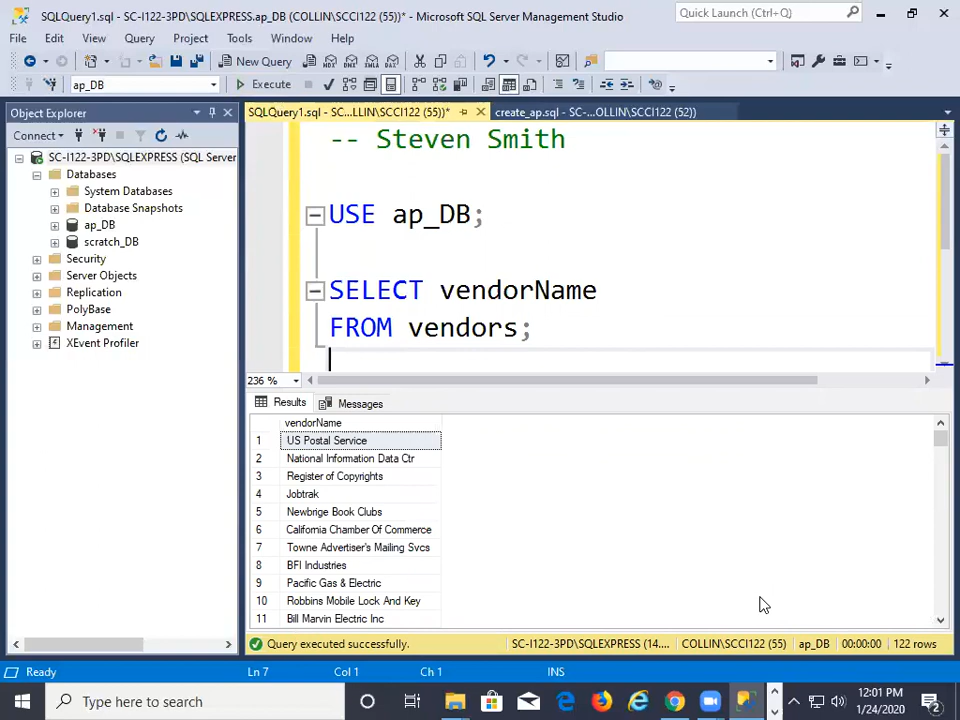 SQLQuery1.sql - SC-I122-3PD\SQLEXPRESS.ap_DB (COLLIN\SCCI122 (55))* - Microsoft SQL Server Management Studio
Quick Launch (Ctrl+Q)
File Edit View Query Project Tools Window Help
New Query
ap_DB Execute
Object Explorer
SQLQuery1.sql - SC...LLIN\SCCI122 (55))*
create_ap.sql - SC-...OLLIN\SCCI122 (52))
Connect
SC-I122-3PD\SQLEXPRESS (SQL Server
Databases
System Databases
Database Snapshots
ap_DB
scratch_DB
Security
Server Objects
Replication
PolyBase
Management
XEvent Profiler
-- Steven Smith
USE ap_DB;
SELECT vendorName
FROM vendors;
236 %
Results Messages
vendorName
1 US Postal Service
2 National Information Data Ctr
3 Register of Copyrights
4 Jobtrak
5 Newbrige Book Clubs
6 California Chamber Of Commerce
7 Towne Advertiser's Mailing Svcs
8 BFI Industries
9 Pacific Gas & Electric
10 Robbins Mobile Lock And Key
11 Bill Marvin Electric Inc
Query executed successfully. SC-I122-3PD\SQLEXPRESS (14.... COLLIN\SCCI122 (55) ap_DB 00:00:00 122 rows
Ready Ln 7 Col 1 Ch 1 INS
Type here to search
12:01 PM
1/24/2020
2